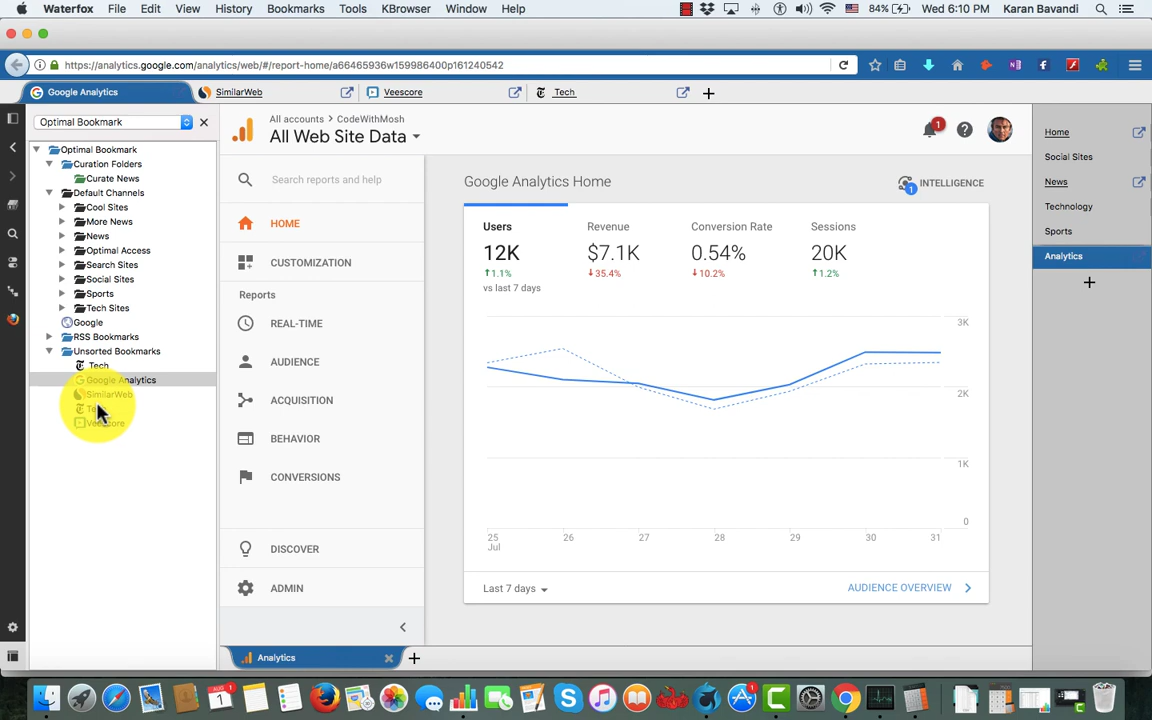 Waterfox File Edit View History Bookmarks Tools KBrowser Window Help
84% Wed 6:10 PM Karan Bavandi
https://analytics.google.com/analytics/web/#/report-home/a66465936w159986400p161240542
Google Analytics
SimilarWeb
Veescore
Tech
Optimal Bookmark
Optimal Bookmark
Curation Folders
Curate News
Default Channels
Cool Sites
More News
News
Optimal Access
Search Sites
Social Sites
Sports
Tech Sites
Google
RSS Bookmarks
Unsorted Bookmarks
Tech
Google Analytics
SimilarWeb
Veescore
All accounts > CodeWithMosh
All Web Site Data
1
Search reports and help
HOME
CUSTOMIZATION
Reports
REAL-TIME
AUDIENCE
ACQUISITION
BEHAVIOR
CONVERSIONS
DISCOVER
ADMIN
Google Analytics Home
1
INTELLIGENCE
Users
12K
1.1%
vs last 7 days
Revenue
$7.1K
35.4%
Conversion Rate
0.54%
10.2%
Sessions
20K
1.2%
3K
2K
1K
0
25 26 27 28 29 30 31
Jul
Last 7 days
AUDIENCE OVERVIEW
Analytics
Home
Social Sites
News
Technology
Sports
Analytics